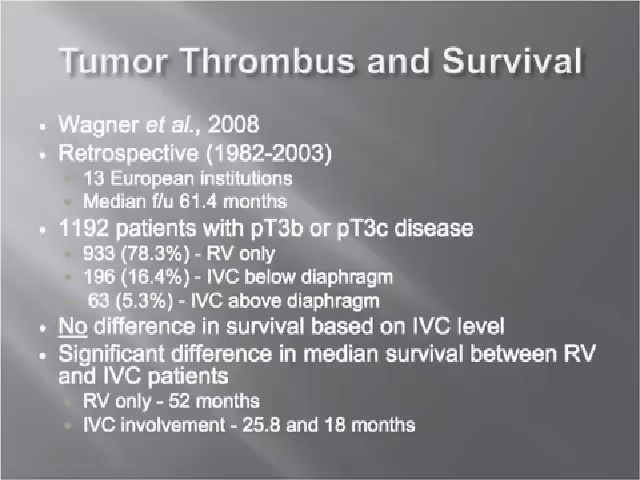 Tumor Thrombus and Survival
Wagner et al., 2008
Retrospective (1982-2003)
13 European institutions
Median f/u 61.4 months
1192 patients with pT3b or pT3c disease
933 (78.3%) - RV only
196 (16.4%) - IVC below diaphragm
63 (5.3%) - IVC above diaphragm
No difference in survival based on IVC level
Significant difference in median survival between RV
and IVC patients
RV only - 52 months
IVC involvement - 25.8 and 18 months